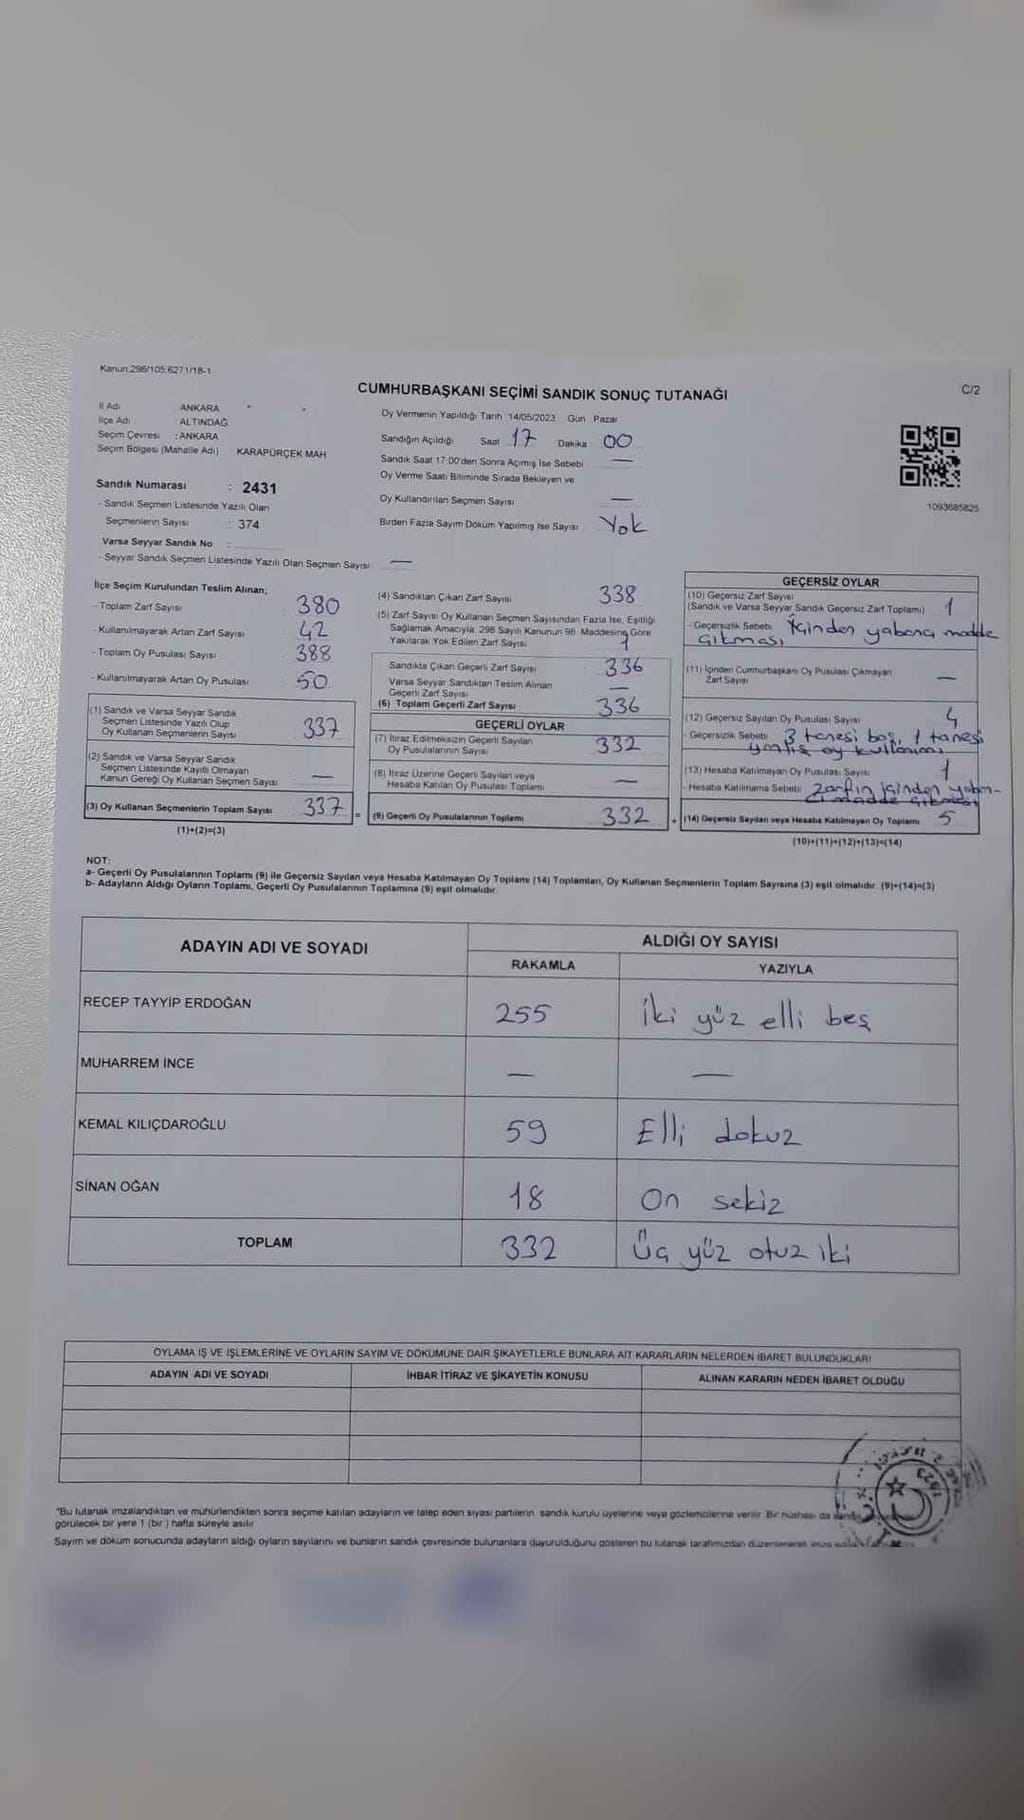 Kanun.298/105,6271/18-1
C/2
CUMHURBAŞKANI SEÇİMİ SANDIK SONUÇ TUTANAĞI
İl Adı ANKARA
İlçe Adı ALTINDAĞ
Seçim Çevresi : ANKARA
Seçim Bölgesi (Mahalle Adı) KARAPÜRÇEK MAH
Sandık Numarası : 2431
- Sandık Seçmen Listesinde Yazılı Olan
Seçmenlerin Sayısı : 374
Varsa Seyyar Sandık No :
- Seyyar Sandık Seçmen Listesinde Yazılı Olan Seçmen Sayısı —
Oy Vermenin Yapıldığı Tarih 14/05/2023 Gün Pazar
Sandığın Açıldığı Saat 17 Dakika 00
Sandık Saat 17:00'den Sonra Açımış İse Sebebi —
Oy Verme Saati Bitiminde Sırada Bekleyen ve
Oy Kullandırılan Seçmen Sayısı —
Birden Fazla Sayım Döküm Yapılmış İse Sayısı Yok
1093685825
İlçe Seçim Kurulundan Teslim Alınan;
- Toplam Zarf Sayısı 380
- Kullanılmayarak Artan Zarf Sayısı 42
- Toplam Oy Pusulası Sayısı 388
- Kullanılmayarak Artan Oy Pusulası 50
(1) Sandık ve Varsa Seyyar Sandık
Seçmen Listesinde Yazılı Olup
Oy Kullanan Seçmenlerin Sayısı 337
(2) Sandık ve Varsa Seyyar Sandık
Seçmen Listesinde Kayıtlı Olmayan
Kanun Gereği Oy Kullanan Seçmen Sayısı —
(3) Oy Kullanan Seçmenlerin Toplam Sayısı 337
(1)+(2)=(3)
(4) Sandıktan Çıkan Zarf Sayısı 338
(5) Zarf Sayısı Oy Kullanan Seçmen Sayısından Fazla İse, Eşitliği
Sağlamak Amacıyla, 298 Sayılı Kanunun 98. Maddesine Göre
Yakılarak Yok Edilen Zarf Sayısı 1
Sandıkta Çıkan Geçerli Zarf Sayısı 336
Varsa Seyyar Sandıktan Teslim Alınan
Geçerli Zarf Sayısı —
(6) Toplam Geçerli Zarf Sayısı 336
GEÇERLİ OYLAR
(7) İtiraz Edilmeksizin Geçerli Sayılan
Oy Pusulalarının Sayısı 332
(8) İtiraz Üzerine Geçerli Sayılan veya
Hesaba Katılan Oy Pusulası Toplamı —
= (9) Geçerli Oy Pusulalarının Toplamı 332
GEÇERSİZ OYLAR
(10) Geçersiz Zarf Sayısı
(Sandık ve Varsa Seyyar Sandık Geçersiz Zarf Toplamı) 1
- Geçersizlik Sebebi İçinden yabancı madde
çıkması
(11) İçinden Cumhurbaşkanı Oy Pusulası Çıkmayan
Zarf Sayısı —
(12) Geçersiz Sayılan Oy Pusulası Sayısı 4
- Geçersizlik Sebebi 3 tanesi boş, 1 tanesi
oy kullanımı
(13) Hesaba Katılmayan Oy Pusulası Sayısı 1
- Hesaba Katılmama Sebebi Zarfın içinden yaban-
cı madde çıkması
+ (14) Geçersiz Sayılan veya Hesaba Katılmayan Oy Toplamı 5
(10)+(11)+(12)+(13)=(14)
NOT:
a- Geçerli Oy Pusulalarının Toplamı (9) ile Geçersiz Sayılan veya Hesaba Katılmayan Oy Toplamı (14) Toplamları, Oy Kullanan Seçmenlerin Toplam Sayısına (3) eşit olmalıdır. (9)+(14)=(3)
b- Adayların Aldığı Oyların Toplamı, Geçerli Oy Pusulalarının Toplamına (9) eşit olmalıdır.
ADAYIN ADI VE SOYADI
ALDIĞI OY SAYISI
RAKAMLA YAZIYLA
RECEP TAYYİP ERDOĞAN 255 iki yüz elli beş
MUHARREM İNCE — —
KEMAL KILIÇDAROĞLU 59 Elli dokuz
SİNAN OĞAN 18 On sekiz
TOPLAM 332 Üç yüz otuz iki
OYLAMA İŞ VE İŞLEMLERİNE VE OYLARIN SAYIM VE DÖKÜMÜNE DAİR ŞİKAYETLERLE BUNLARA AİT KARARLARIN NELERDEN İBARET BULUNDUKLARI
ADAYIN ADI VE SOYADI İHBAR İTİRAZ VE ŞİKAYETİN KONUSU ALINAN KARARIN NEDEN İBARET OLDUĞU
"Bu tutanak imzalandıktan ve mühürlendikten sonra seçime katılan adayların ve talep eden siyasi partilerin sandık kurulu üyelerine veya gözlemcilerine verilir. Bir nüshası da
görülecek bir yere 1 (bir) hafta süreyle asılır
Sayım ve döküm sonucunda adayların aldığı oyların sayılarını ve bunların sandık çevresinde bulunanlara duyurulduğunu gösteren bu tutanak tarafımızdan düzenlenerek imza